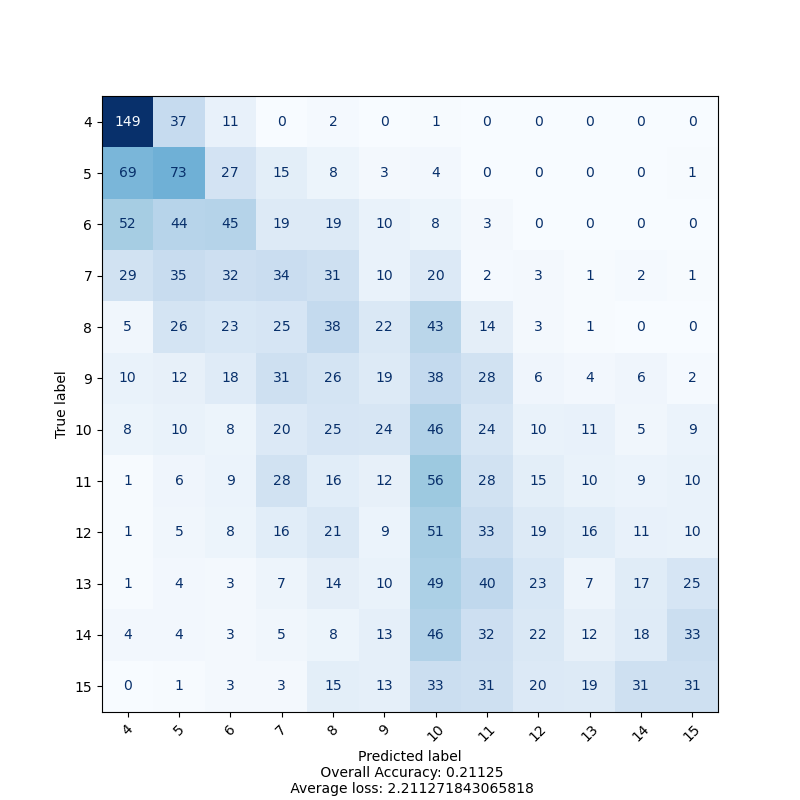 4 149 37 11 0 2 0 1 0 0 0 0 0
5 69 73 27 15 8 3 4 0 0 0 0 1
6 52 44 45 19 19 10 8 3 0 0 0 0
7 29 35 32 34 31 10 20 2 3 1 2 1
8 5 26 23 25 38 22 43 14 3 1 0 0
9 10 12 18 31 26 19 38 28 6 4 6 2
10 8 10 8 20 25 24 46 24 10 11 5 9
11 1 6 9 28 16 12 56 28 15 10 9 10
12 1 5 8 16 21 9 51 33 19 16 11 10
13 1 4 3 7 14 10 49 40 23 7 17 25
14 4 4 3 5 8 13 46 32 22 12 18 33
15 0 1 3 3 15 13 33 31 20 19 31 31
True label
4 5 6 7 8 9 10 11 12 13 14 15
Predicted label
Overall Accuracy: 0.21125
Average loss: 2.211271843065818